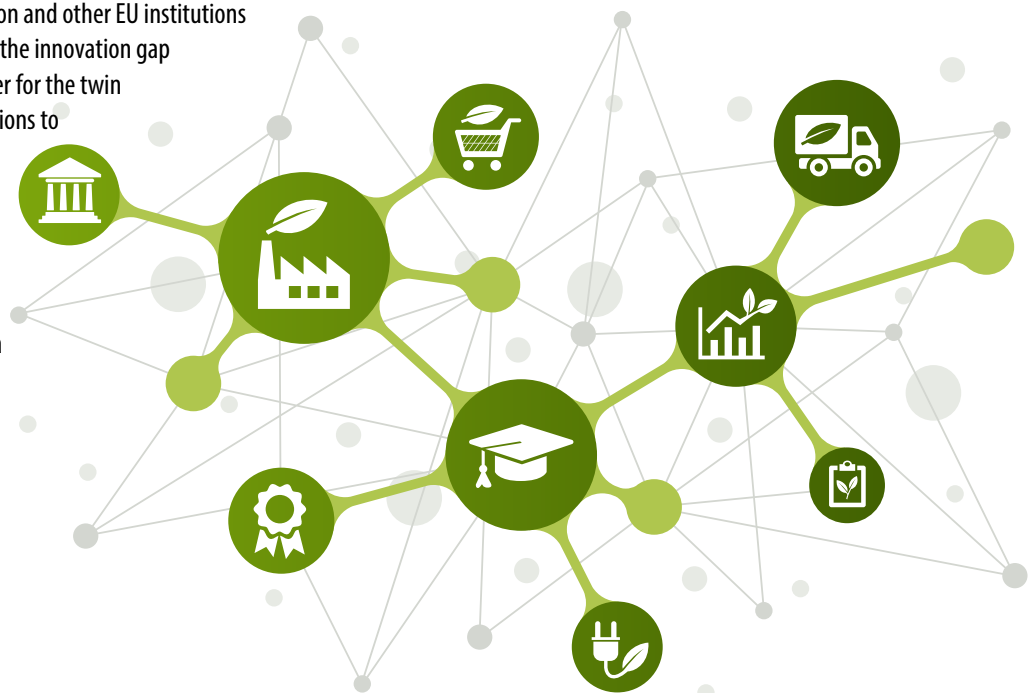 on and other EU institutions
the innovation gap
er for the twin
ions to